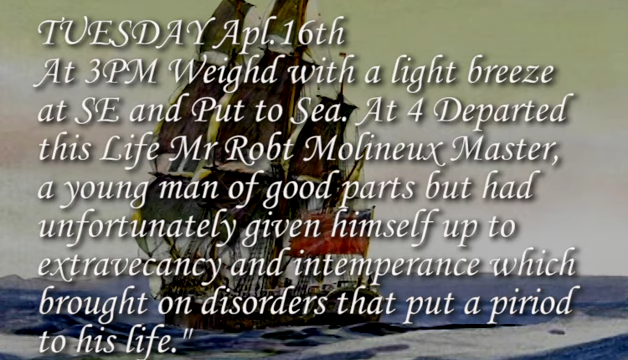 TUESDAY Apl.16th
At 3PM Weighd with a light breeze
at SE and Put to Sea. At 4 Departed
this Life Mr Robt Molineux Master,
a young man of good parts but had
unfortunately given himself up to
extravecancy and intemperance which
brought on disorders that put a piriod
to his life."